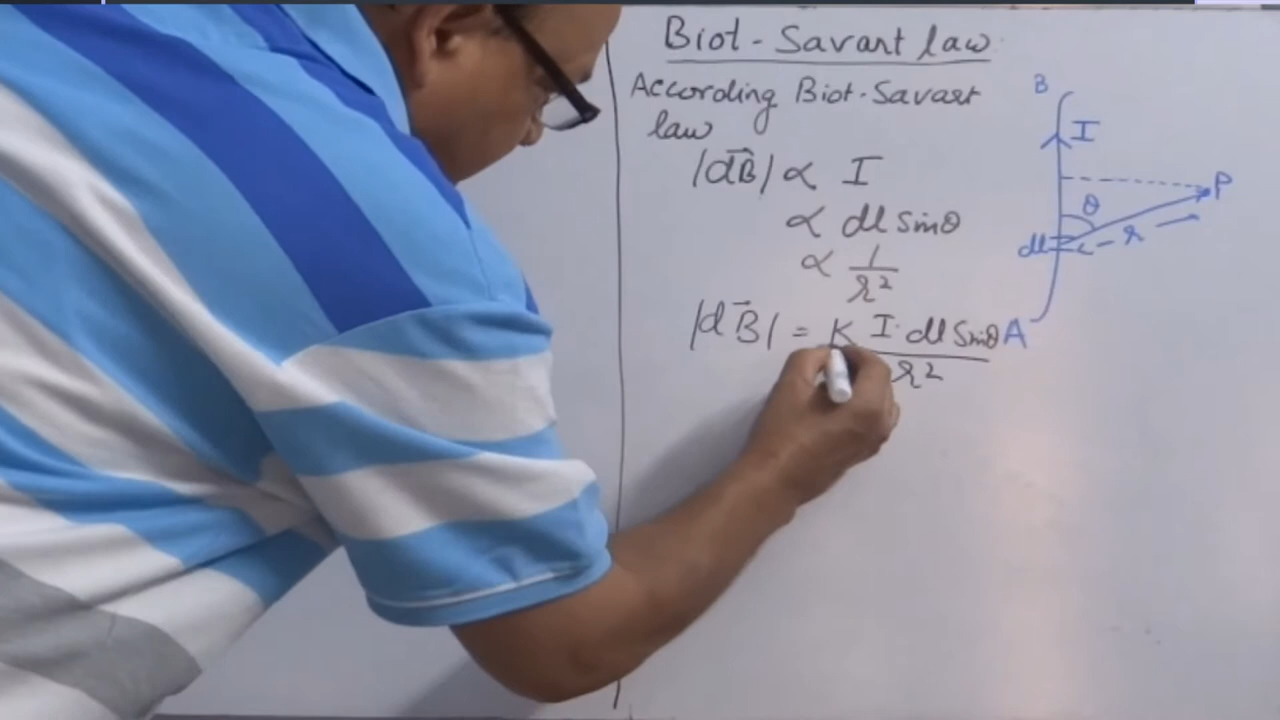 Biot-Savart law
According Biot-Savart
law
|dB⃗| ∝ I
∝ dl sinθ
∝ 1/r²
|dB⃗| = K I·dl Sinθ / r²
B
I
P
θ
dl
r
A